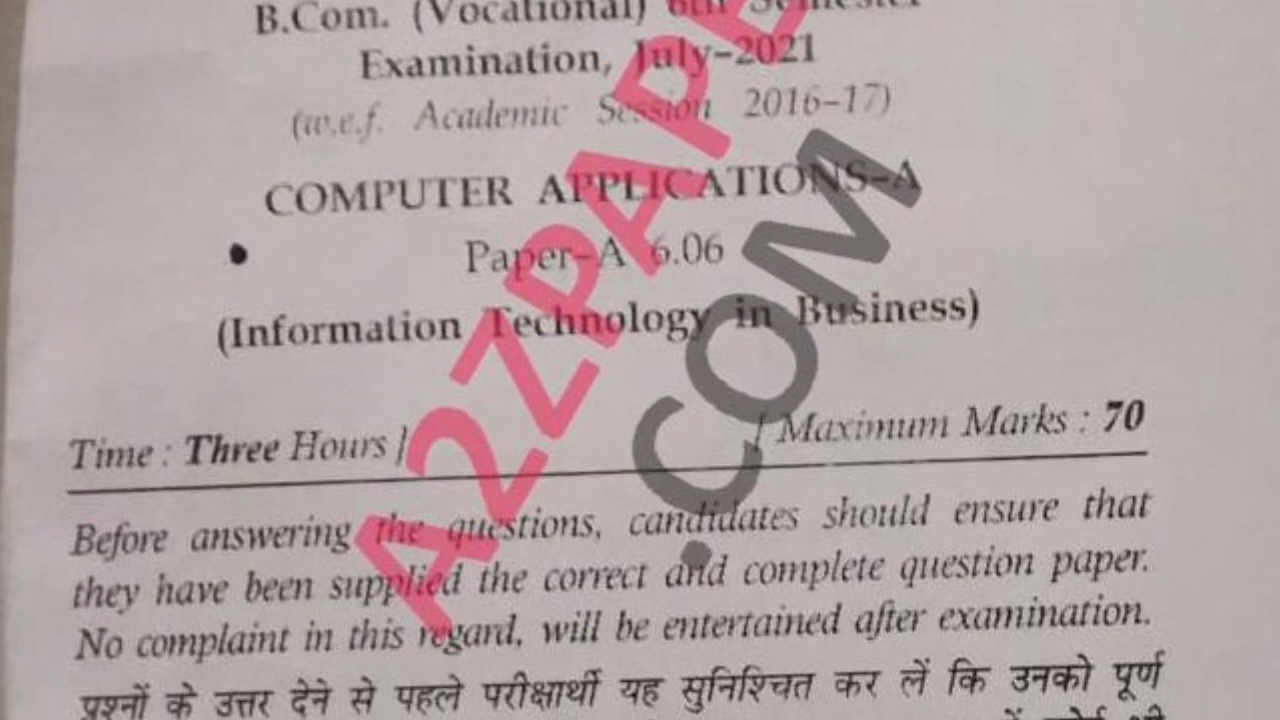 B.Com. (Vocational) 6th Semester
Examination, July-2021
(w.e.f. Academic Session 2016-17)
COMPUTER APPLICATIONS-A
Paper-A 6.06
(Information Technology in Business)
Time : Three Hours ]
[ Maximum Marks : 70
Before answering the questions, candidates should ensure that
they have been supplied the correct and complete question paper.
No complaint in this regard, will be entertained after examination.
प्रश्नों के उत्तर देने से पहले परीक्षार्थी यह सुनिश्चित कर लें कि उनको पूर्ण
A2ZPAPE
.COM